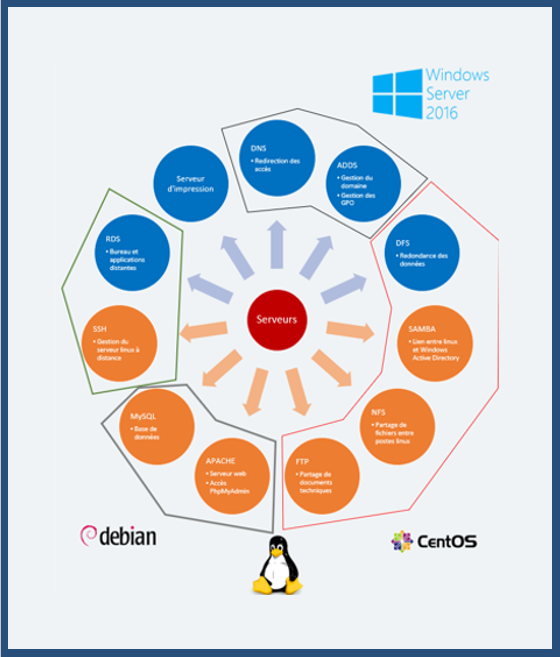 Windows
Server
2016
DNS
• Redirection des
accès
ADDS
• Gestion du
domaine
• Gestion des
GPO
Serveur
d'impression
RDS
• Bureau et
applications
distantes
DFS
• Redondance des
données
Serveurs
SSH
• Gestion du
serveur linux à
distance
SAMBA
• Lien entre linux
et Windows
Active Directory
MySQL
• Base de
données
NFS
• Partage de
fichiers entre
postes linux
APACHE
• Serveur web
• Accés
PhpMyAdmin
FTP
• Partage de
documents
techniques
debian
CentOS